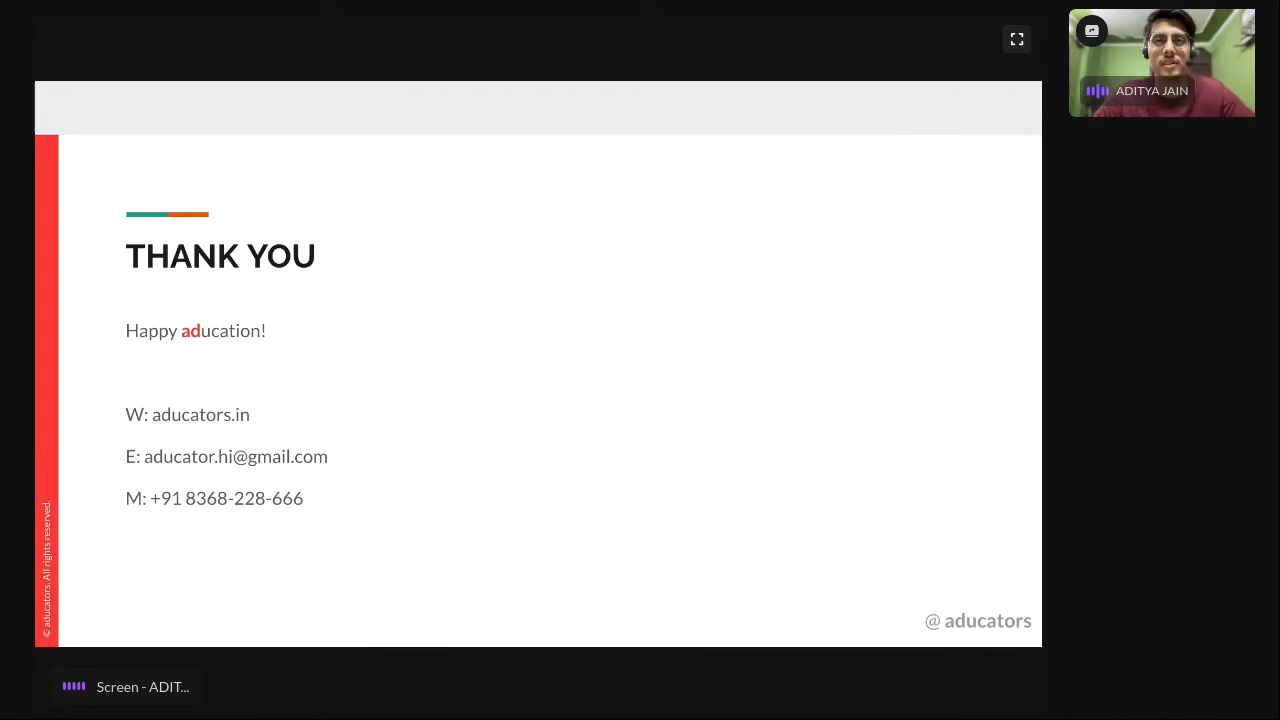 ADITYA JAIN
THANK YOU
Happy aducation!
W: aducators.in
E: aducator.hi@gmail.com
M: +91 8368-228-666
© aducators. All rights reserved.
@ aducators
Screen - ADIT...